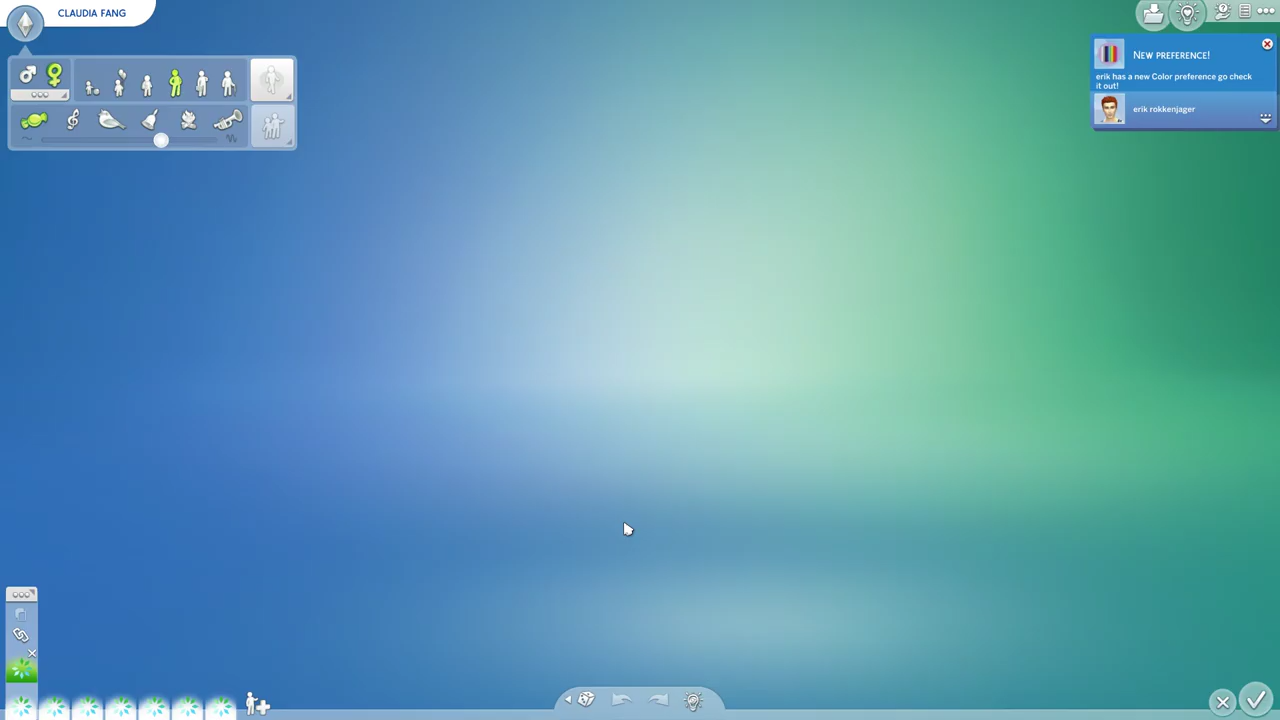 CLAUDIA FANG
NEW PREFERENCE!
erik has a new Color preference go check
it out!
erik rokkenjager